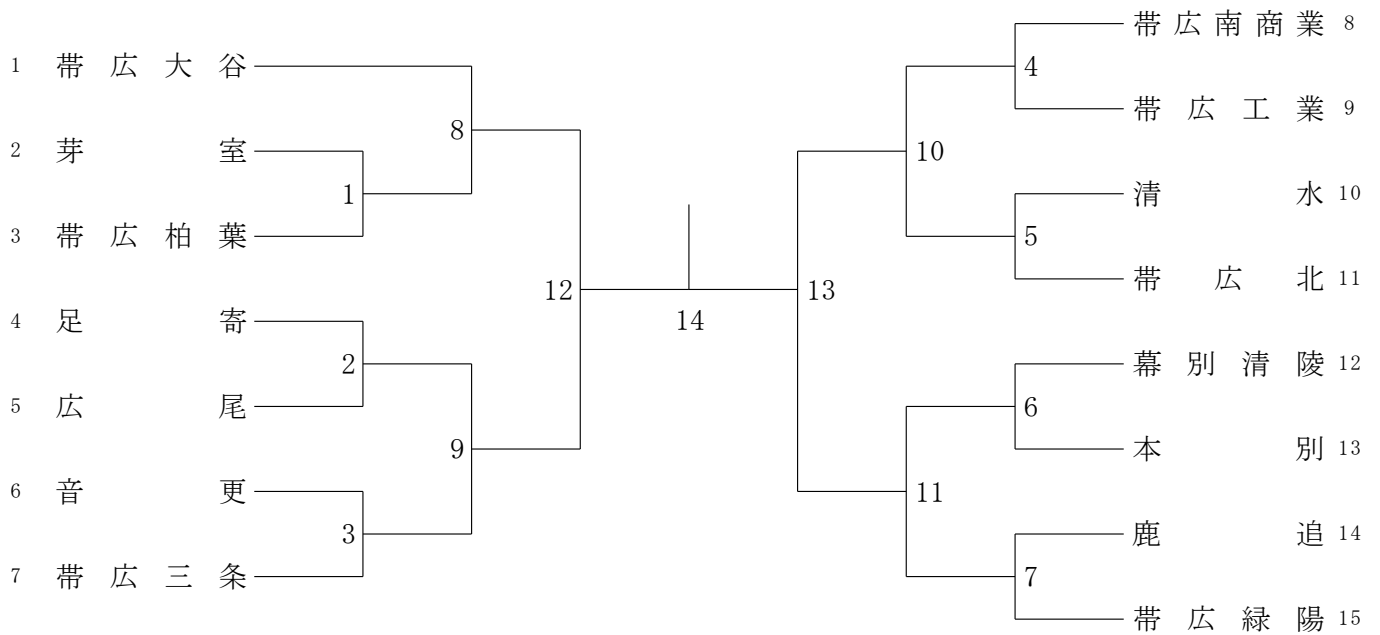 1 帯広大谷
2 芽室
3 帯広柏葉
4 足寄
5 広尾
6 音更
7 帯広三条
8
1
2
9
3
12
14
13
10
4
5
11
6
7
帯広南商業 8
帯広工業 9
清水 10
帯広北 11
幕別清陵 12
本別 13
鹿追 14
帯広緑陽 15